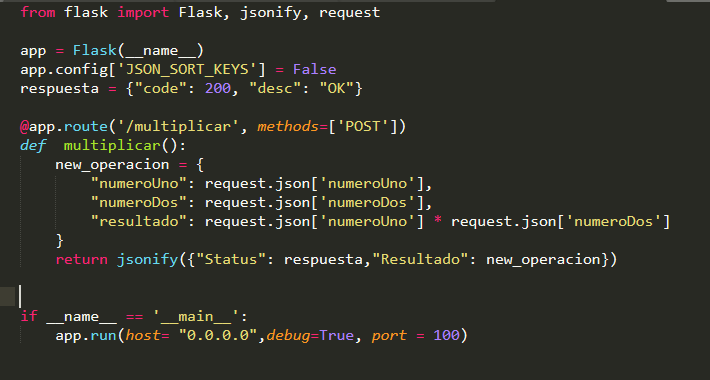 from flask import Flask, jsonify, request
app = Flask(__name__)
app.config['JSON_SORT_KEYS'] = False
respuesta = {"code": 200, "desc": "OK"}
@app.route('/multiplicar', methods=['POST'])
def  multiplicar():
    new_operacion = {
        "numeroUno": request.json['numeroUno'],
        "numeroDos": request.json['numeroDos'],
        "resultado": request.json['numeroUno'] * request.json['numeroDos']
    }
    return jsonify({"Status": respuesta,"Resultado": new_operacion})
if __name__ == '__main__':
    app.run(host= "0.0.0.0",debug=True, port = 100)